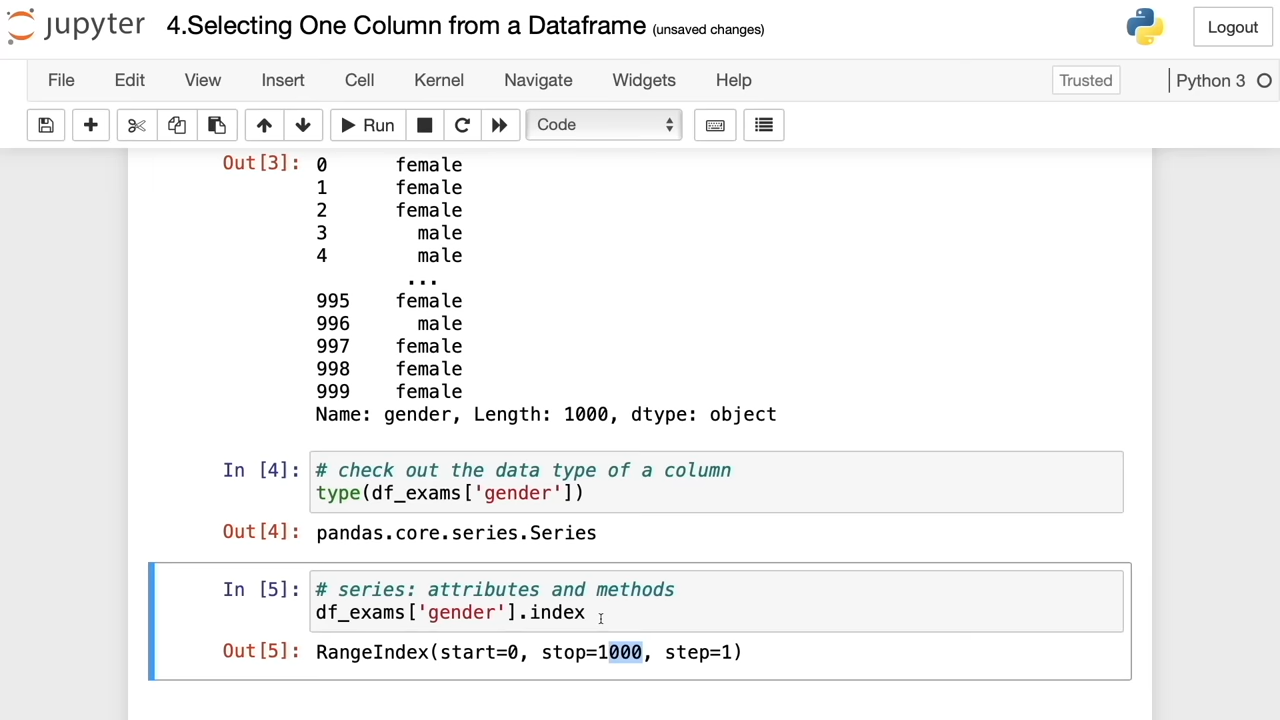 jupyter 4.Selecting One Column from a Dataframe (unsaved changes) Logout
File Edit View Insert Cell Kernel Navigate Widgets Help Trusted Python 3
Run Code
Out[3]: 0 female
1 female
2 female
3 male
4 male
...
995 female
996 male
997 female
998 female
999 female
Name: gender, Length: 1000, dtype: object
In [4]: # check out the data type of a column
type(df_exams['gender'])
Out[4]: pandas.core.series.Series
In [5]: # series: attributes and methods
df_exams['gender'].index
Out[5]: RangeIndex(start=0, stop=1000, step=1)